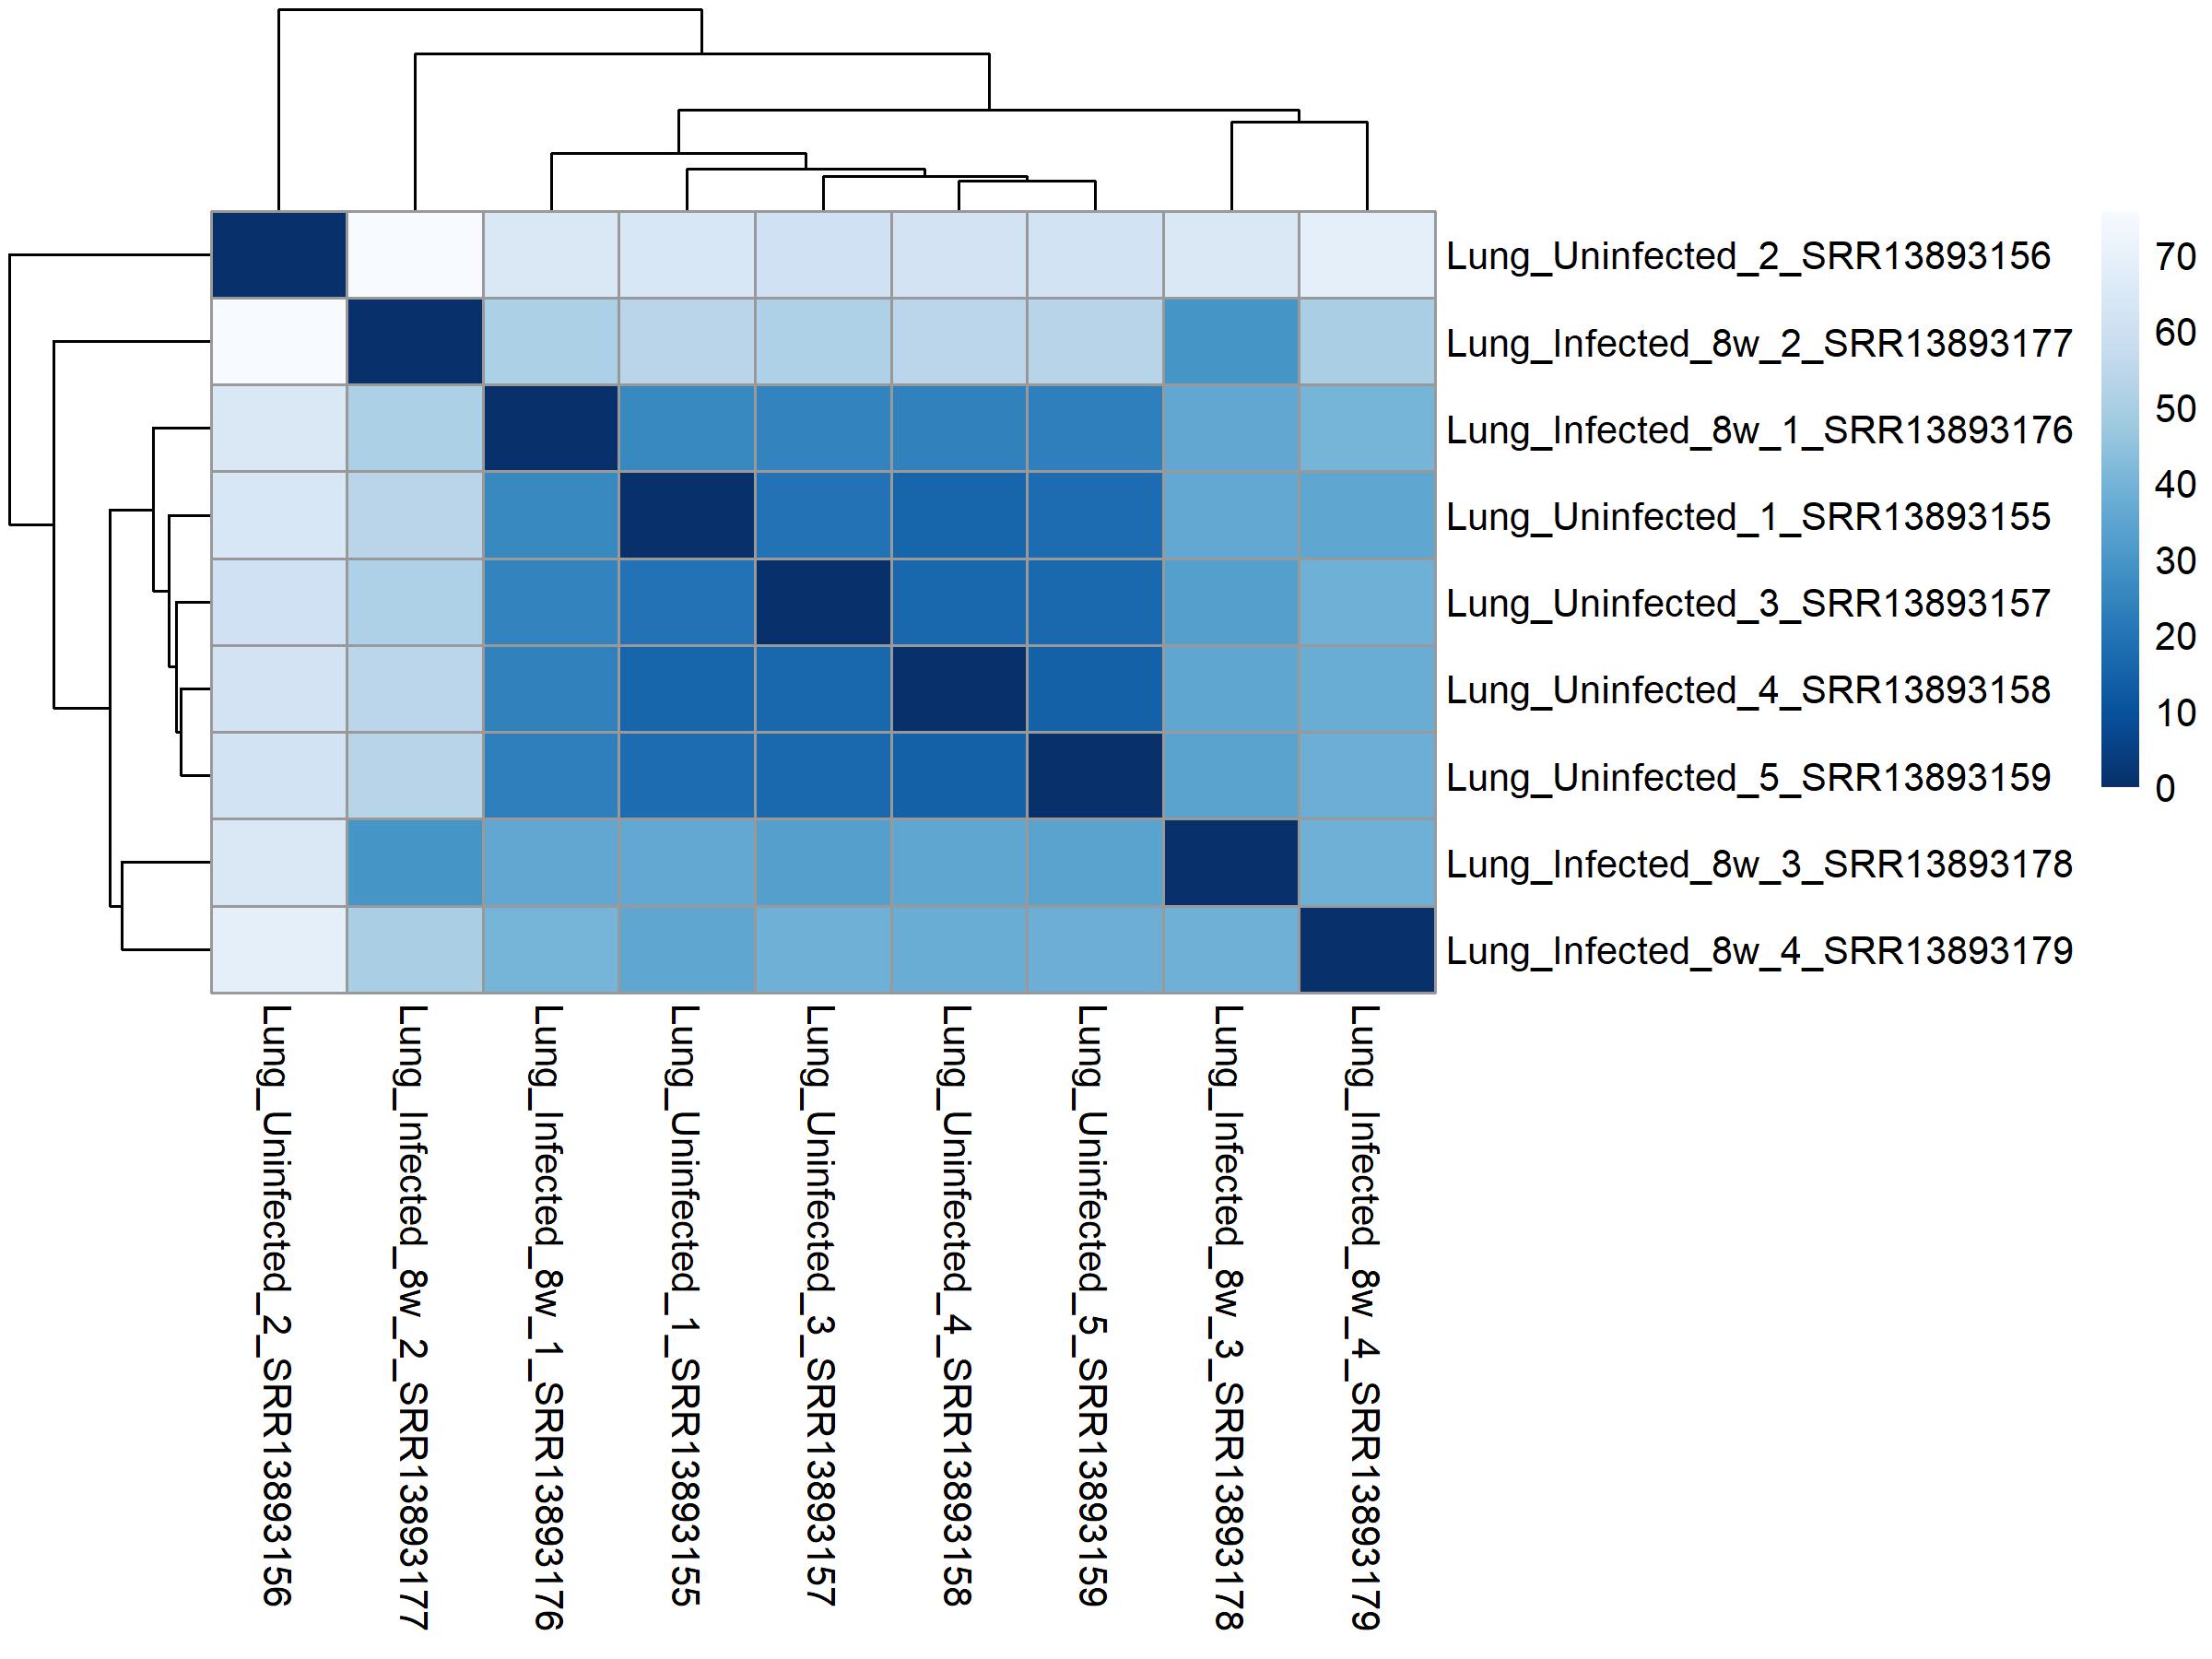 Lung_Uninfected_2_SRR13893156
Lung_Infected_8w_2_SRR13893177
Lung_Infected_8w_1_SRR13893176
Lung_Uninfected_1_SRR13893155
Lung_Uninfected_3_SRR13893157
Lung_Uninfected_4_SRR13893158
Lung_Uninfected_5_SRR13893159
Lung_Infected_8w_3_SRR13893178
Lung_Infected_8w_4_SRR13893179
70
60
50
40
30
20
10
0
Lung_Uninfected_2_SRR13893156
Lung_Infected_8w_2_SRR13893177
Lung_Infected_8w_1_SRR13893176
Lung_Uninfected_1_SRR13893155
Lung_Uninfected_3_SRR13893157
Lung_Uninfected_4_SRR13893158
Lung_Uninfected_5_SRR13893159
Lung_Infected_8w_3_SRR13893178
Lung_Infected_8w_4_SRR13893179